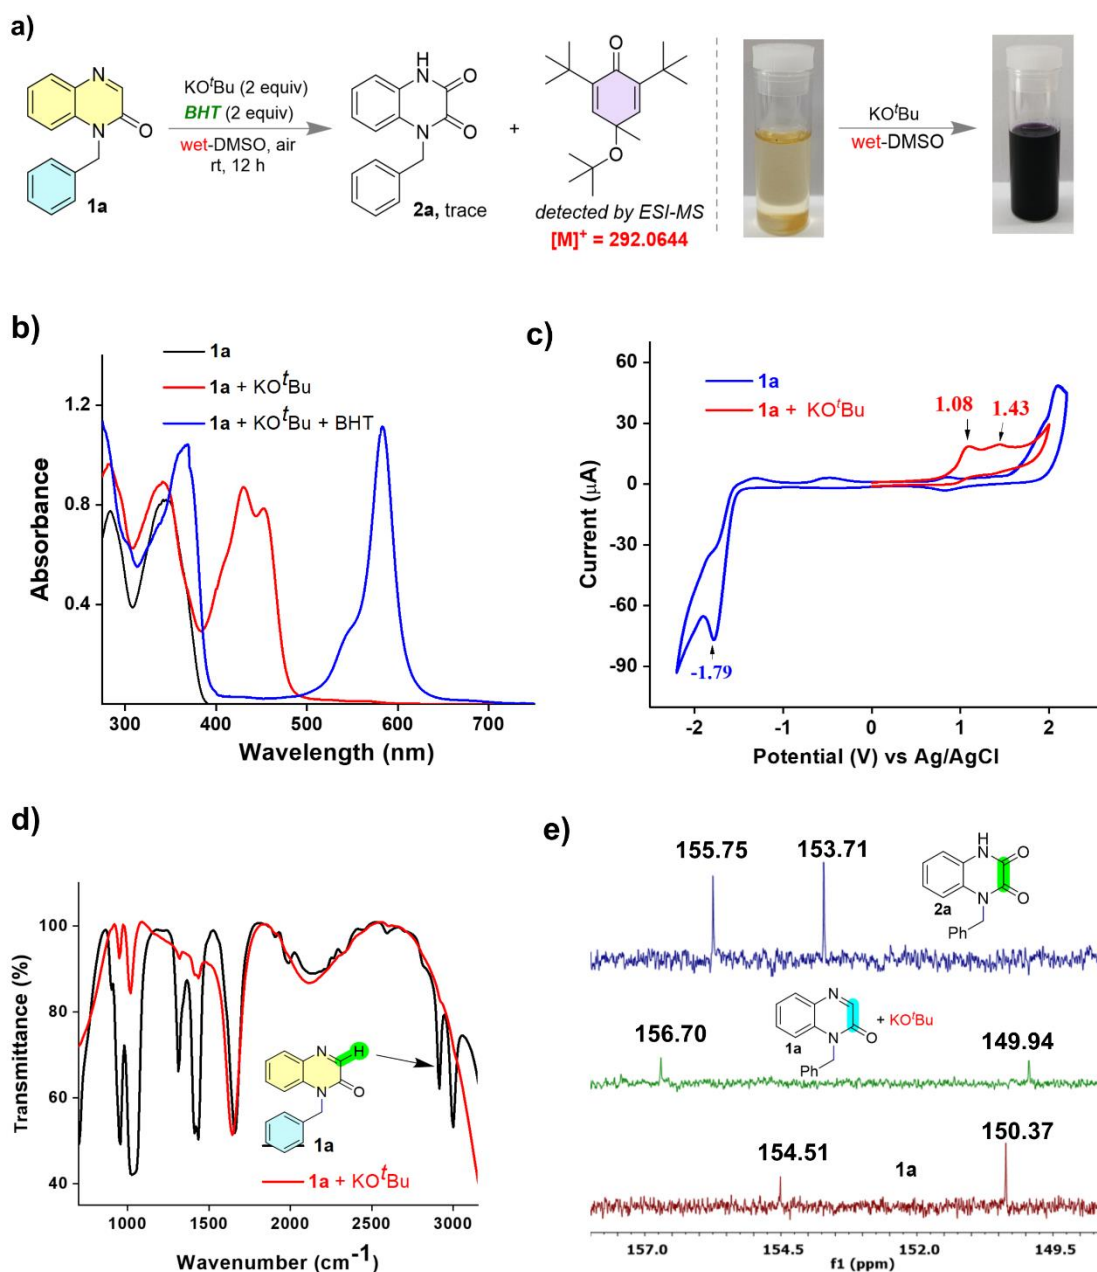 a)
N
N
O
1a
KOᵗBu (2 equiv)
BHT (2 equiv)
wet-DMSO, air
rt, 12 h
H
N
O
N
O
2a, trace
+
O
O
detected by ESI-MS
[M]⁺ = 292.0644
KOᵗBu
wet-DMSO
b)
1a
1a + KOᵗBu
1a + KOᵗBu + BHT
1.2
0.8
0.4
Absorbance
300 400 500 600 700
Wavelength (nm)
c)
1a
1a + KOᵗBu
1.08
1.43
-1.79
60
30
0
-30
-60
-90
Current (μA)
-2 -1 0 1 2
Potential (V) vs Ag/AgCl
d)
100
80
60
40
Transmittance (%)
N
H
N
O
1a
1a + KOᵗBu
1000 1500 2000 2500 3000
Wavenumber (cm⁻¹)
e)
155.75
153.71
H
N
O
N
O
2a
Ph
156.70
N
N
O
1a
Ph
+ KOᵗBu
149.94
154.51
1a
150.37
157.0 154.5 152.0 149.5
f1 (ppm)